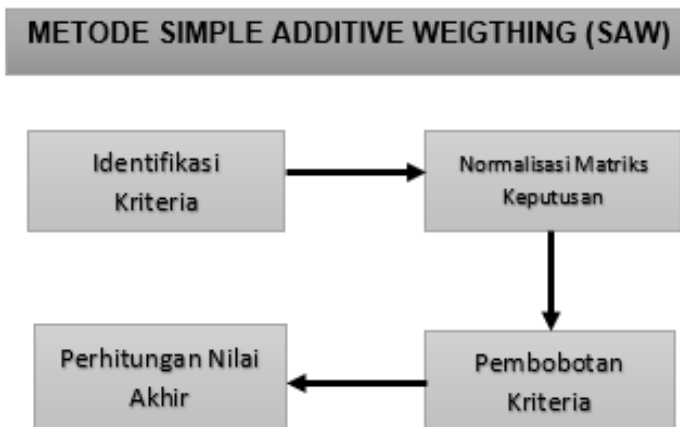 METODE SIMPLE ADDITIVE WEIGTHING (SAW)
Identifikasi
Kriteria
Normalisasi Matriks
Keputusan
Pembobotan
Kriteria
Perhitungan Nilai
Akhir